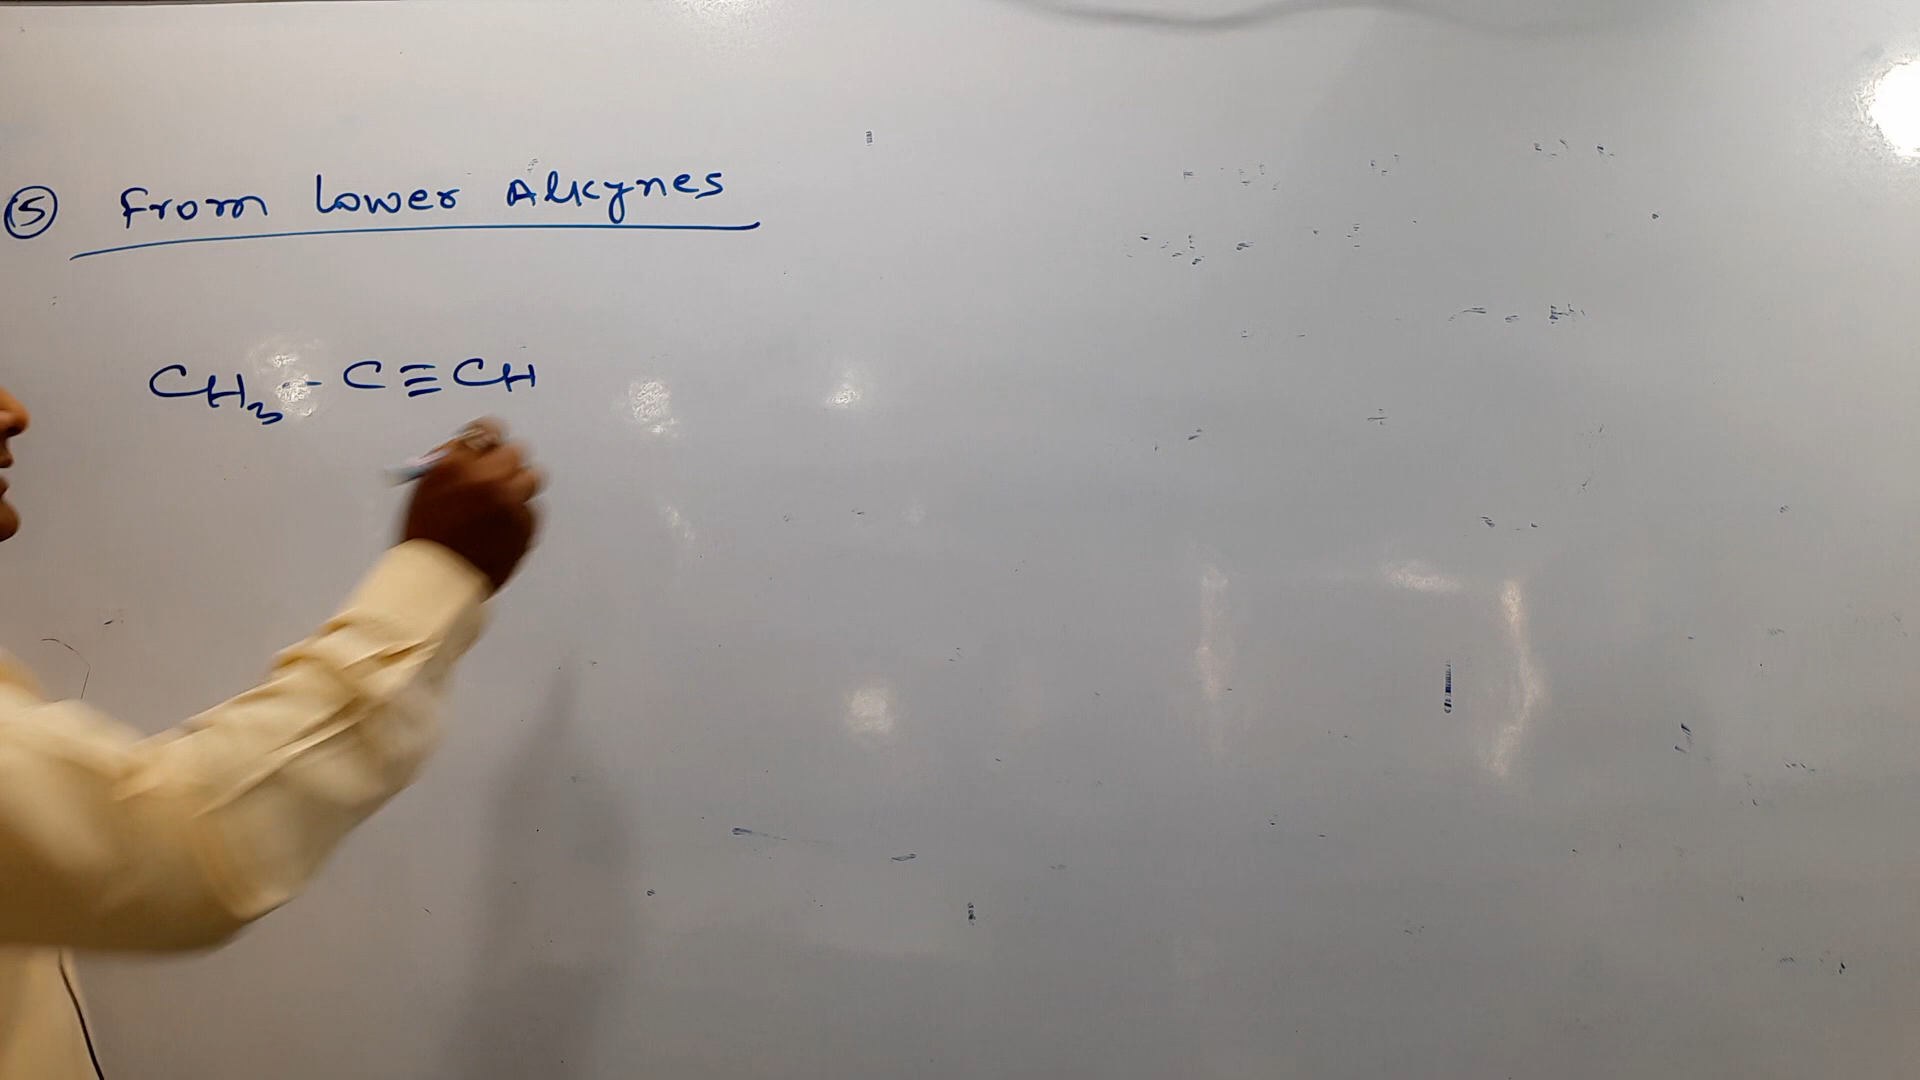 ⑤ From Lower Alkynes
CH₃ - C ≡ CH